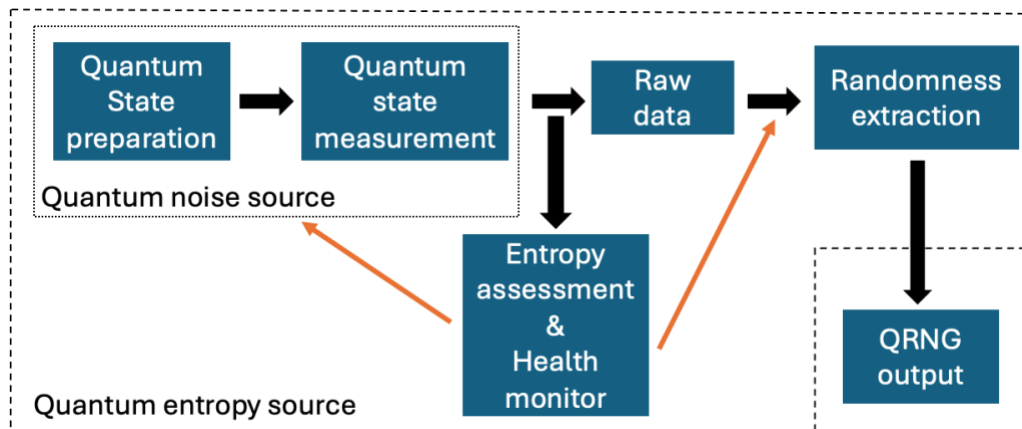 Quantum
State
preparation
Quantum
state
measurement
Raw
data
Randomness
extraction
Quantum noise source
Entropy
assessment
&
Health
monitor
QRNG
output
Quantum entropy source